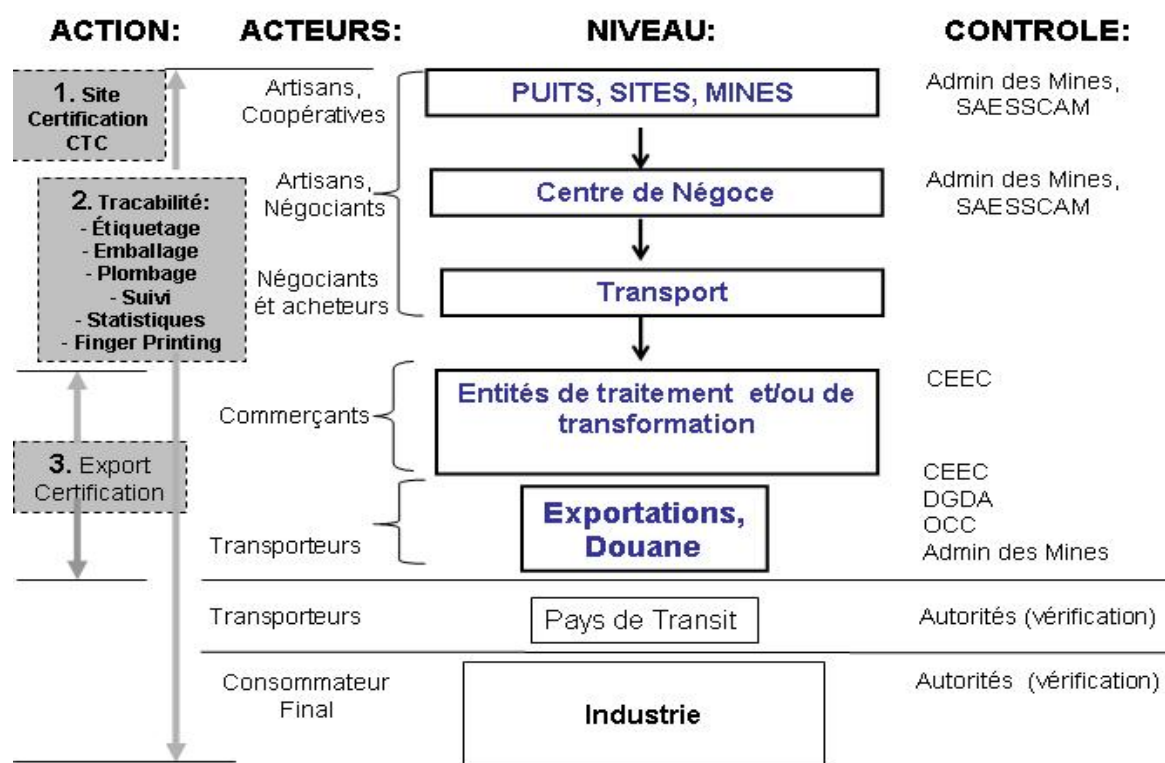 ACTION: ACTEURS: NIVEAU: CONTROLE:
1. Site
Certification
CTC
Artisans,
Coopératives
PUITS, SITES, MINES
Admin des Mines,
SAESSCAM
2. Tracabilité:
- Étiquetage
- Emballage
- Plombage
- Suivi
- Statistiques
- Finger Printing
Artisans,
Négociants
Centre de Négoce
Admin des Mines,
SAESSCAM
Négociants
ét acheteurs
Transport
Commerçants
Entités de traitement et/ou de
transformation
CEEC
3. Export
Certification
Transporteurs
Exportations,
Douane
CEEC
DGDA
OCC
Admin des Mines
Transporteurs
Pays de Transit
Autorités (vérification)
Consommateur
Final
Industrie
Autorités (vérification)